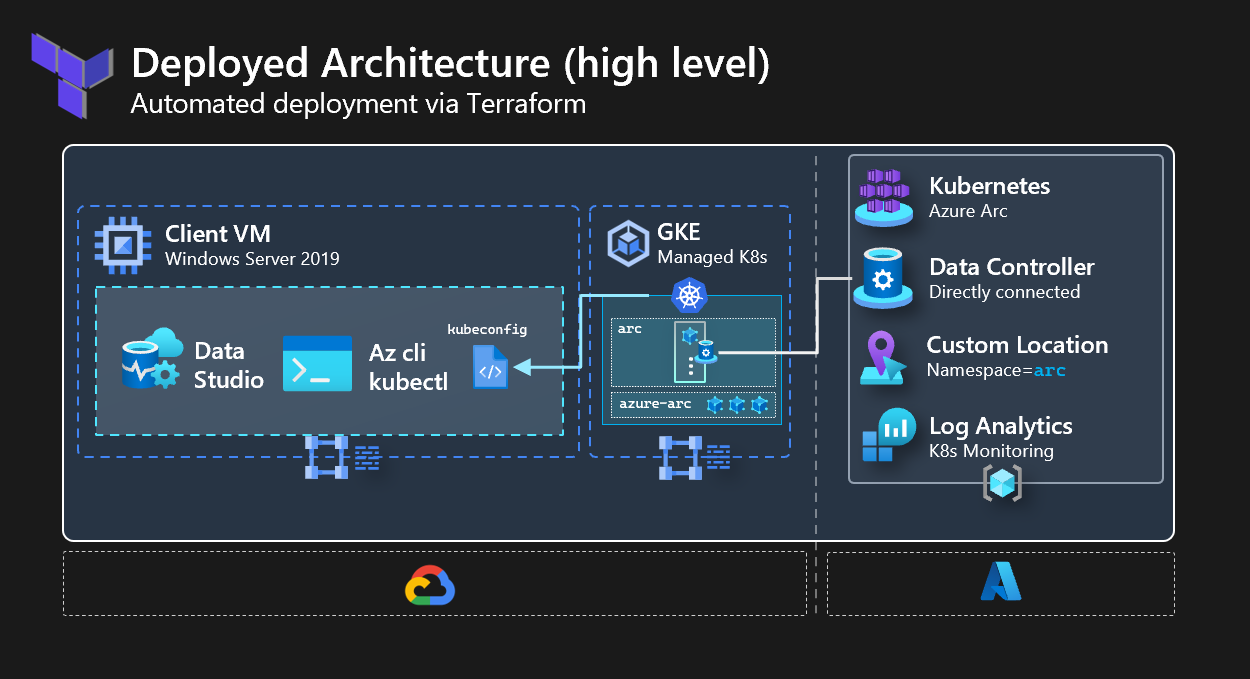 Deployed Architecture (high level)
Automated deployment via Terraform
Client VM
Windows Server 2019
Data
Studio
Az cli
kubectl
kubeconfig
GKE
Managed K8s
arc
azure-arc
Kubernetes
Azure Arc
Data Controller
Directly connected
Custom Location
Namespace=arc
Log Analytics
K8s Monitoring